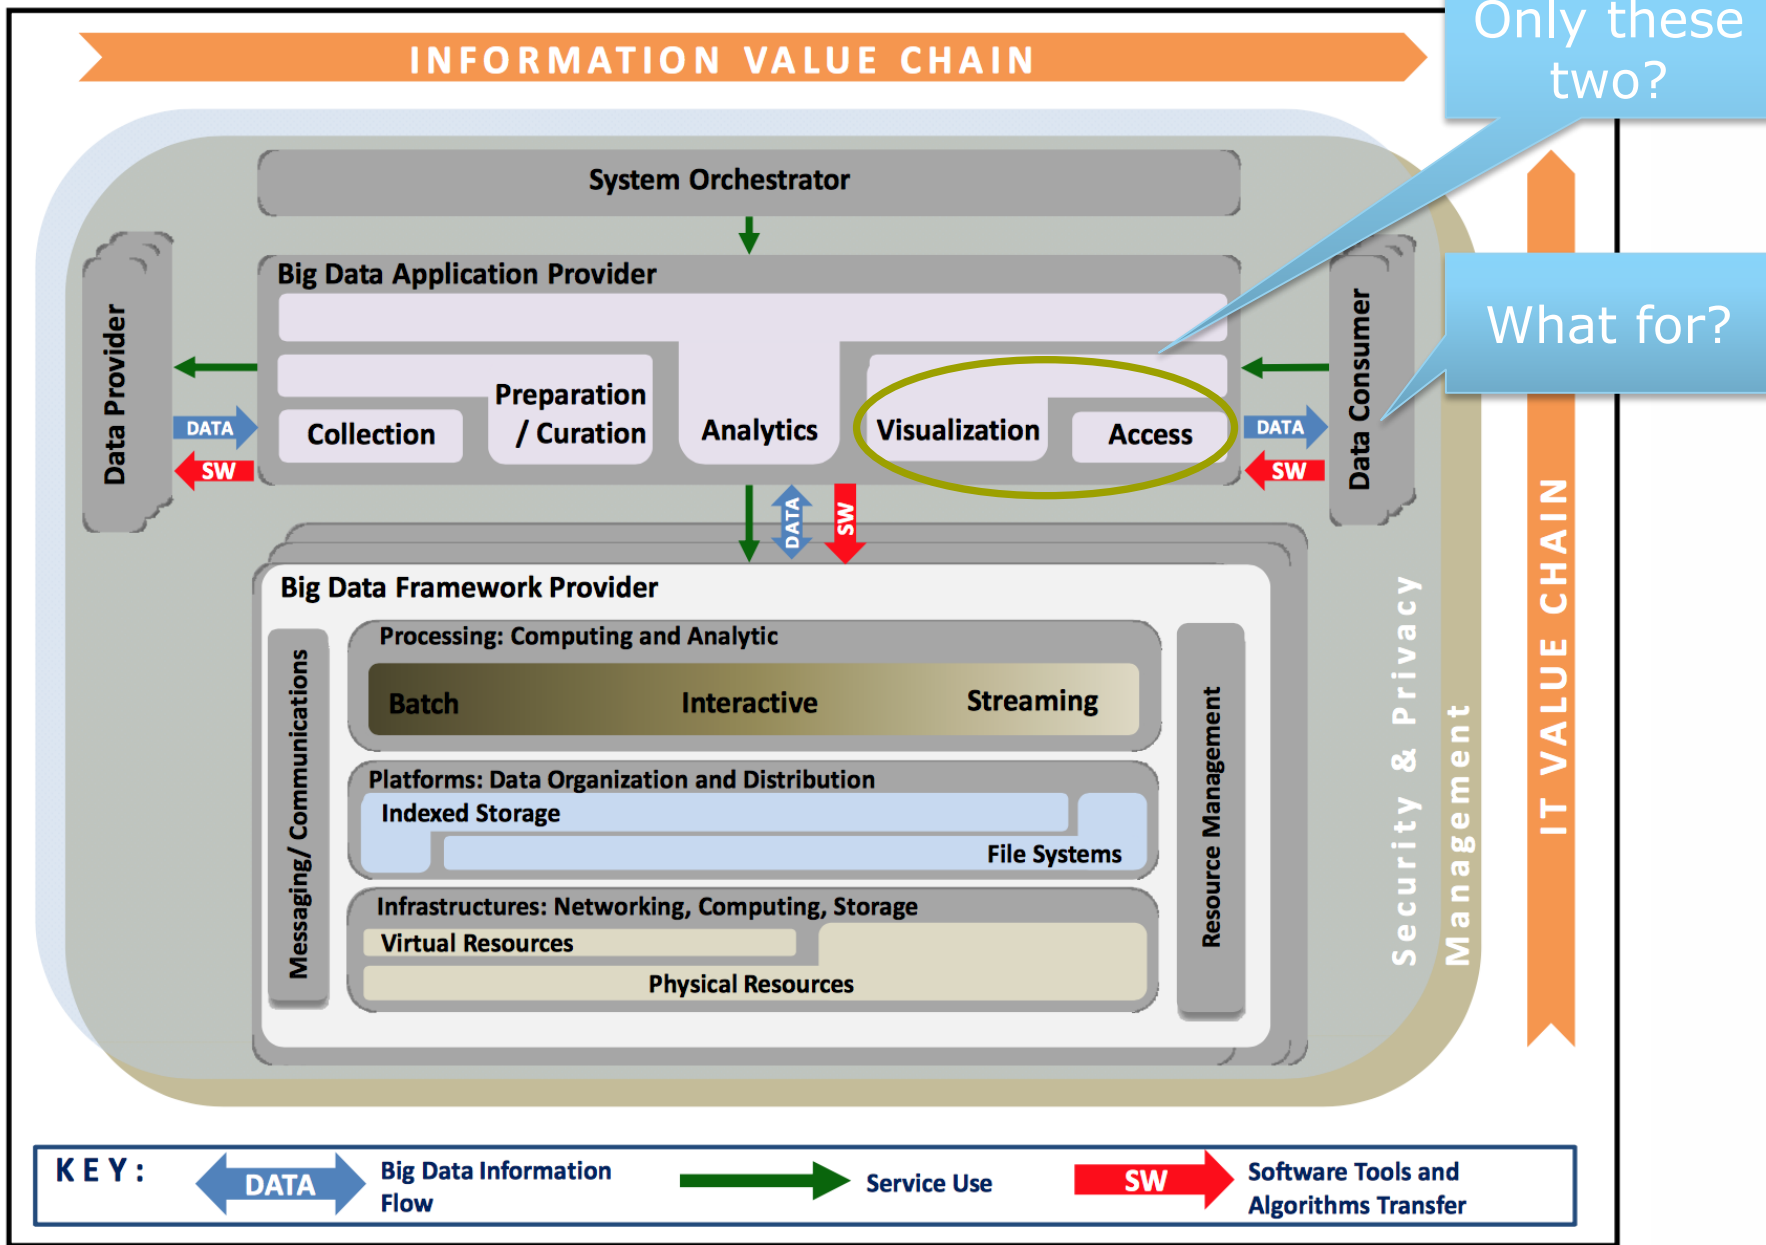 Only these
two?
INFORMATION VALUE CHAIN
System Orchestrator
Big Data Application Provider
What for?
Data Provider
Data Consumer
DATA
SW
Collection
Preparation
/ Curation
Analytics
Visualization
Access
DATA
SW
DATA
SW
Big Data Framework Provider
Messaging/ Communications
Processing: Computing and Analytic
Batch
Interactive
Streaming
Platforms: Data Organization and Distribution
Indexed Storage
File Systems
Infrastructures: Networking, Computing, Storage
Virtual Resources
Physical Resources
Resource Management
Security & Privacy
Management
IT VALUE CHAIN
KEY:
DATA
Big Data Information
Flow
Service Use
SW
Software Tools and
Algorithms Transfer